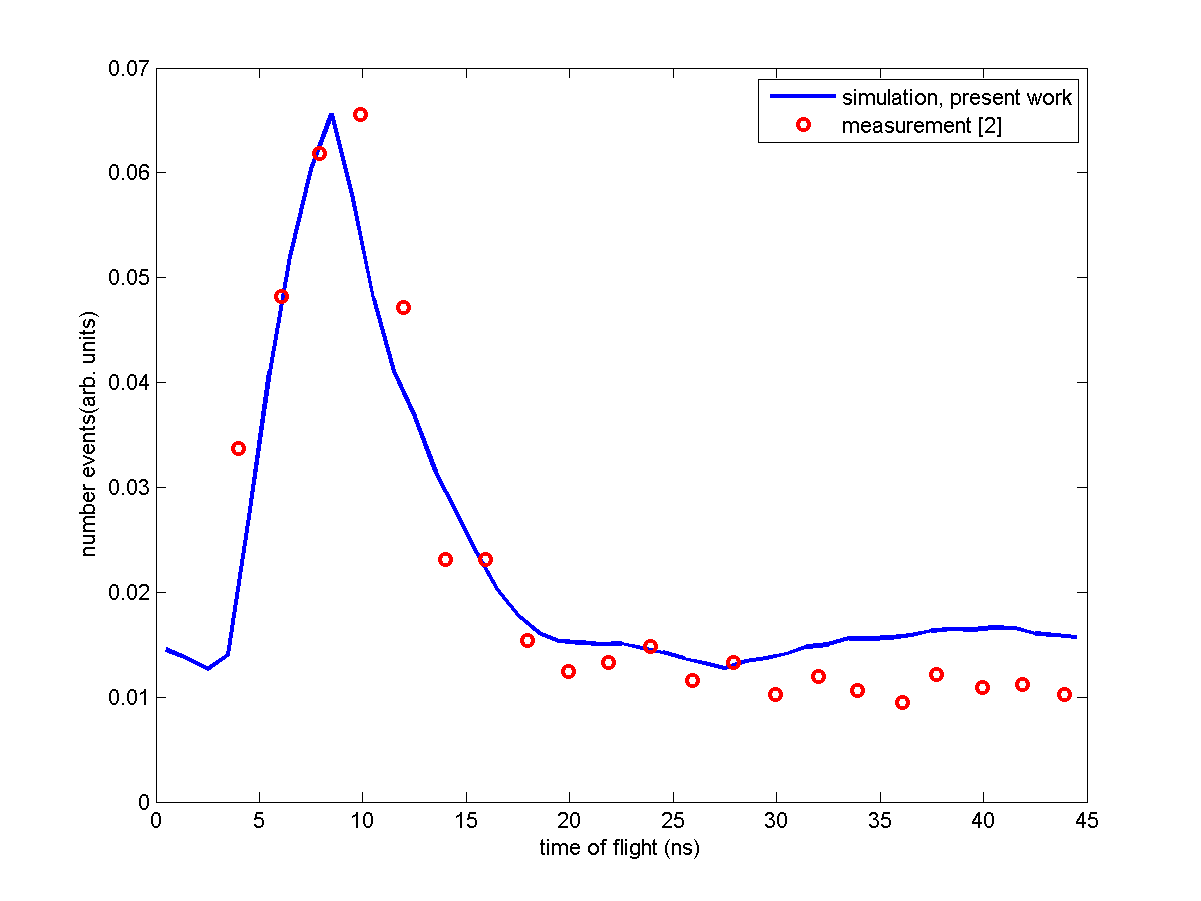 simulation, present work
measurement [2]
0.07
0.06
0.05
0.04
0.03
0.02
0.01
0
number events(arb. units)
0 5 10 15 20 25 30 35 40 45
time of flight (ns)